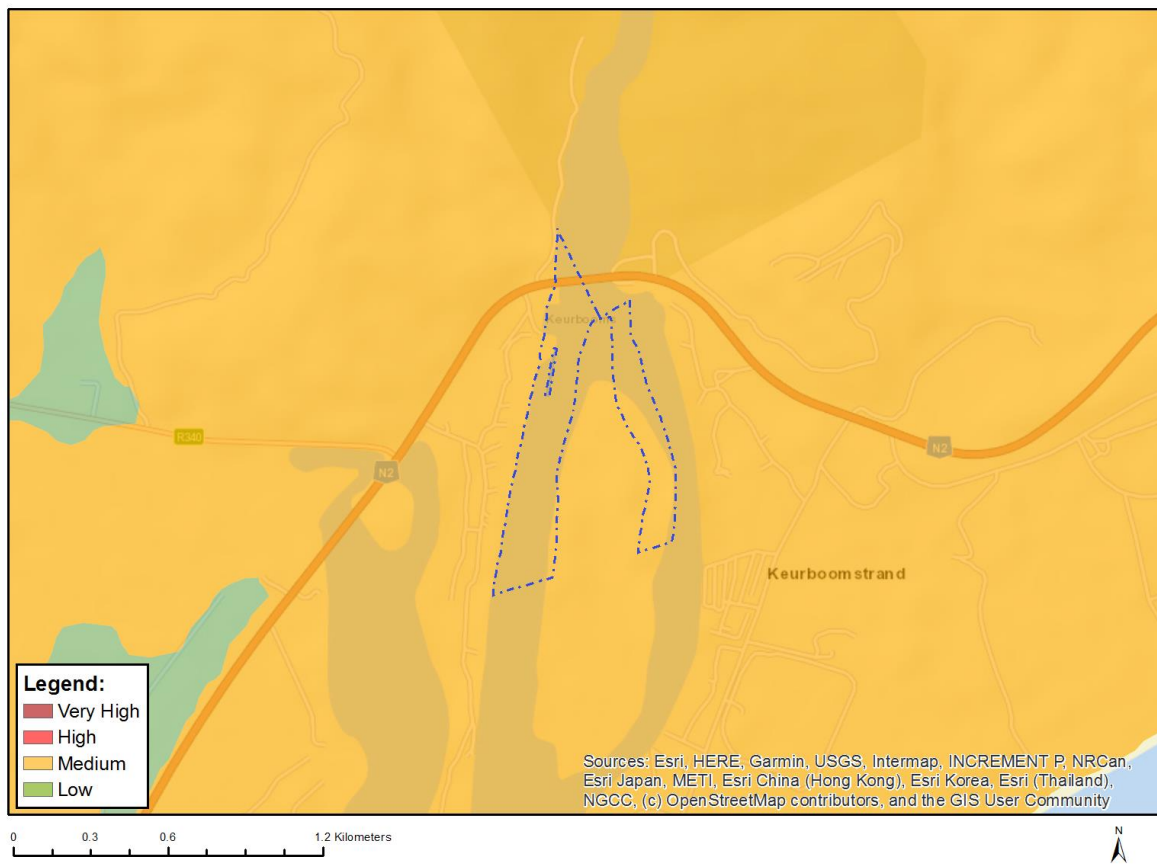 Keurbooms
R340
N2
N2
Keurboomstrand
Legend:
Very High
High
Medium
Low
Sources: Esri, HERE, Garmin, USGS, Intermap, INCREMENT P, NRCan,
Esri Japan, METI, Esri China (Hong Kong), Esri Korea, Esri (Thailand),
NGCC, (c) OpenStreetMap contributors, and the GIS User Community
0 0.3 0.6 1.2 Kilometers
N